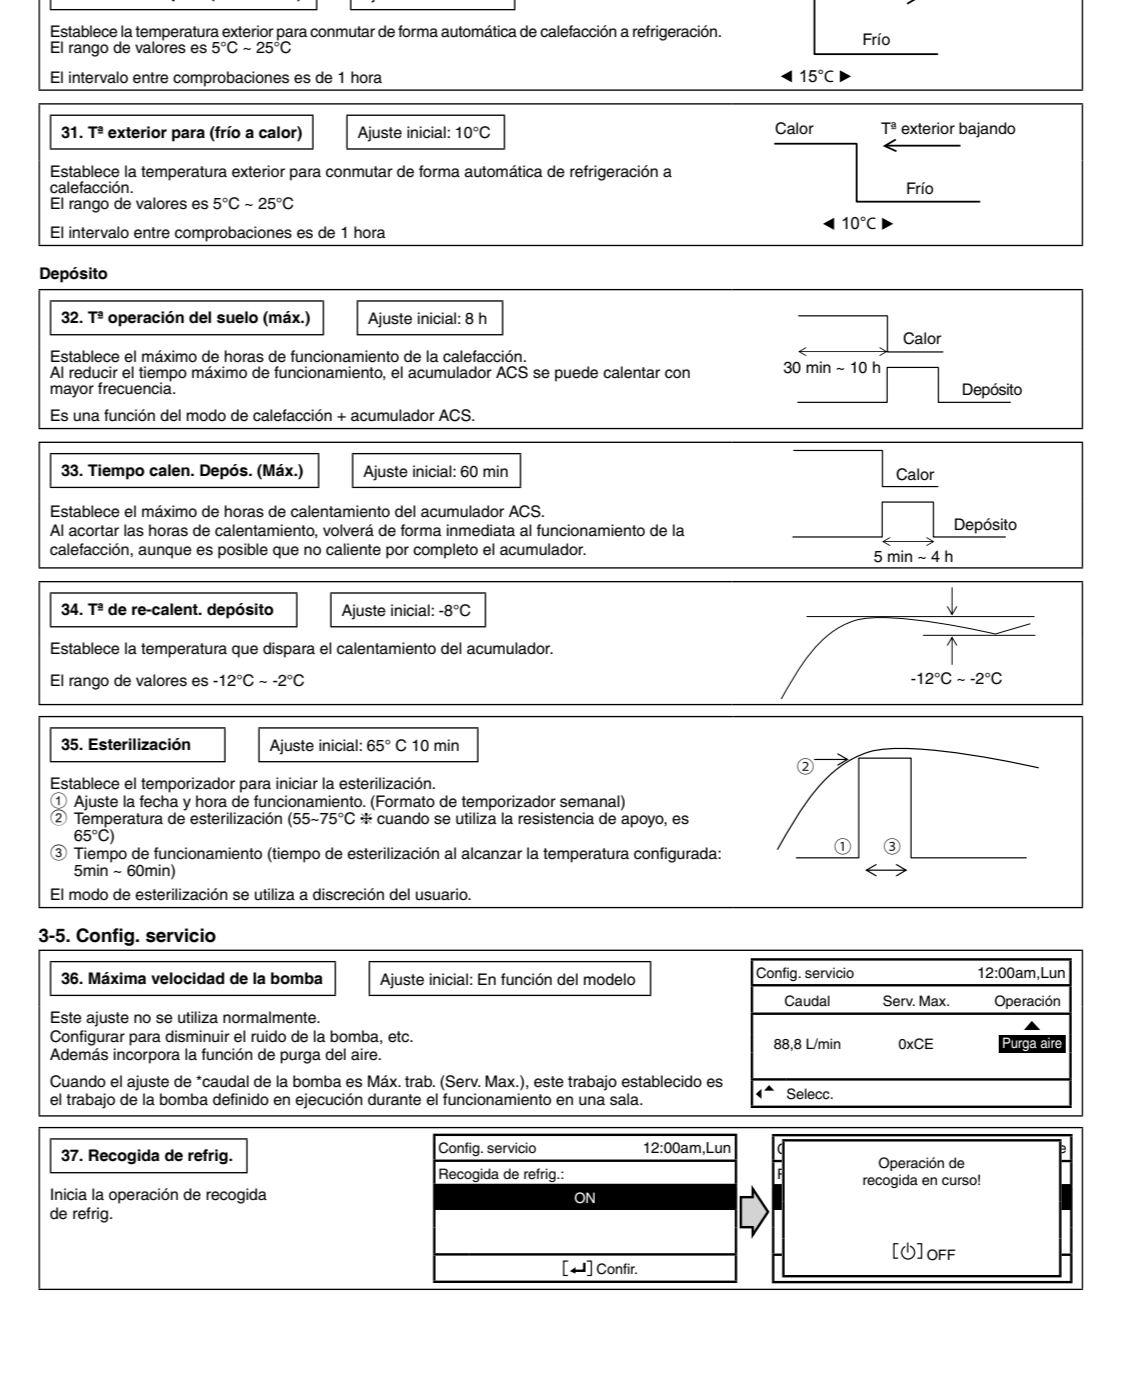 Establece la temperatura exterior para conmutar de forma automática de calefacción a refrigeración.
El rango de valores es 5°C ~ 25°C
El intervalo entre comprobaciones es de 1 hora
Frío
◀ 15°C ▶
31. Tª exterior para (frío a calor)
Ajuste inicial: 10°C
Establece la temperatura exterior para conmutar de forma automática de refrigeración a
calefacción.
El rango de valores es 5°C ~ 25°C
El intervalo entre comprobaciones es de 1 hora
Calor
Tª exterior bajando
Frío
◀ 10°C ▶
Depósito
32. Tª operación del suelo (máx.)
Ajuste inicial: 8 h
Establece el máximo de horas de funcionamiento de la calefacción.
Al reducir el tiempo máximo de funcionamiento, el acumulador ACS se puede calentar con
mayor frecuencia.
Es una función del modo de calefacción + acumulador ACS.
Calor
30 min ~ 10 h
Depósito
33. Tiempo calen. Depós. (Máx.)
Ajuste inicial: 60 min
Establece el máximo de horas de calentamiento del acumulador ACS.
Al acortar las horas de calentamiento, volverá de forma inmediata al funcionamiento de la
calefacción, aunque es posible que no caliente por completo el acumulador.
Calor
Depósito
5 min ~ 4 h
34. Tª de re-calent. depósito
Ajuste inicial: -8°C
Establece la temperatura que dispara el calentamiento del acumulador.
El rango de valores es -12°C ~ -2°C
-12°C ~ -2°C
35. Esterilización
Ajuste inicial: 65° C 10 min
Establece el temporizador para iniciar la esterilización.
① Ajuste la fecha y hora de funcionamiento. (Formato de temporizador semanal)
② Temperatura de esterilización (55~75°C ❉ cuando se utiliza la resistencia de apoyo, es
65°C)
③ Tiempo de funcionamiento (tiempo de esterilización al alcanzar la temperatura configurada:
5min ~ 60min)
El modo de esterilización se utiliza a discreción del usuario.
②
① ③
3-5. Config. servicio
36. Máxima velocidad de la bomba
Ajuste inicial: En función del modelo
Este ajuste no se utiliza normalmente.
Configurar para disminuir el ruido de la bomba, etc.
Además incorpora la función de purga del aire.
Cuando el ajuste de *caudal de la bomba es Máx. trab. (Serv. Max.), este trabajo establecido es
el trabajo de la bomba definido en ejecución durante el funcionamiento en una sala.
Config. servicio 12:00am,Lun
Caudal Serv. Max. Operación
88,8 L/min 0xCE Purga aire
Selecc.
37. Recogida de refrig.
Inicia la operación de recogida
de refrig.
Config. servicio 12:00am,Lun
Recogida de refrig.:
ON
[↵] Confir.
Operación de
recogida en curso!
[⏻] OFF